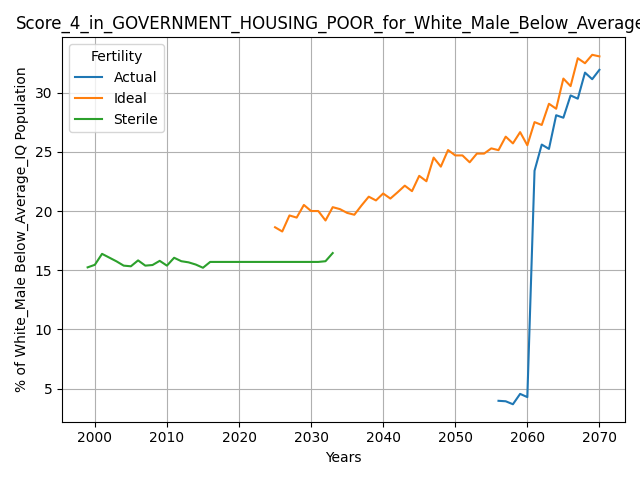 Score_4_in_GOVERNMENT_HOUSING_POOR_for_White_Male_Below_Average
Fertility
Actual
Ideal
Sterile
% of White_Male Below_Average_IQ Population
30
25
20
15
10
5
2000 2010 2020 2030 2040 2050 2060 2070
Years